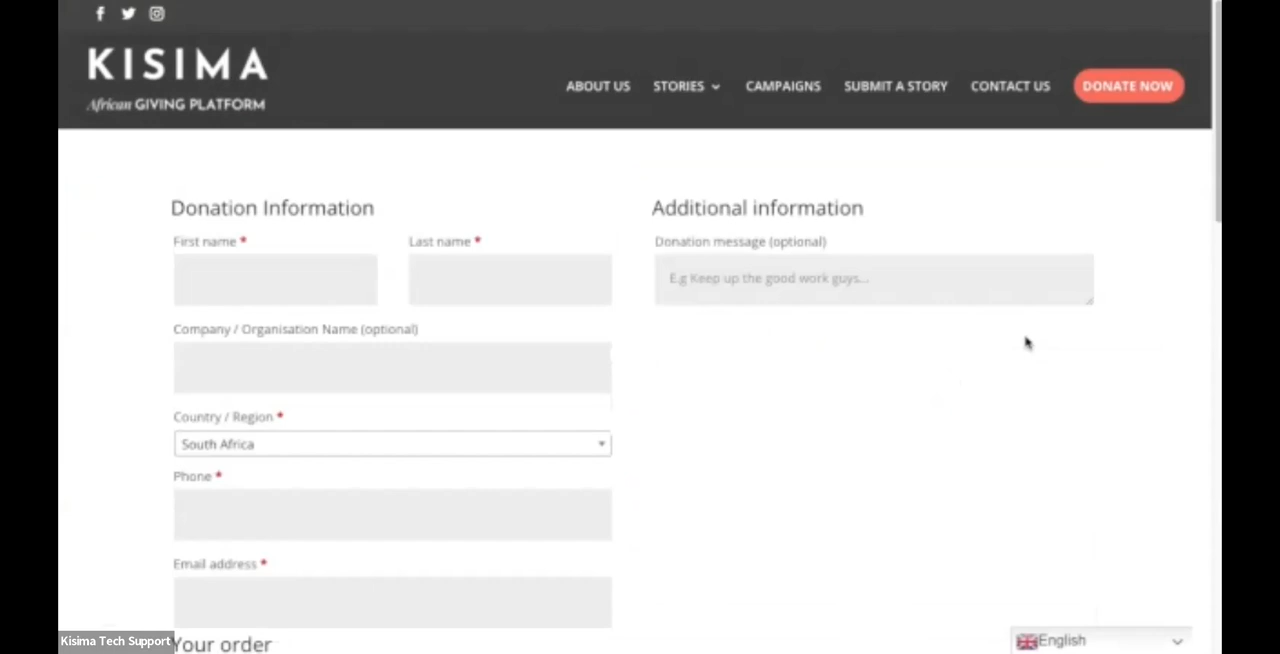 KISIMA
African GIVING PLATFORM
ABOUT US STORIES CAMPAIGNS SUBMIT A STORY CONTACT US DONATE NOW
Donation Information
First name * Last name *
Company / Organisation Name (optional)
Country / Region *
South Africa
Phone *
Email address *
Additional information
Donation message (optional)
E.g Keep up the good work guys...
Your order
Kisima Tech Support
English